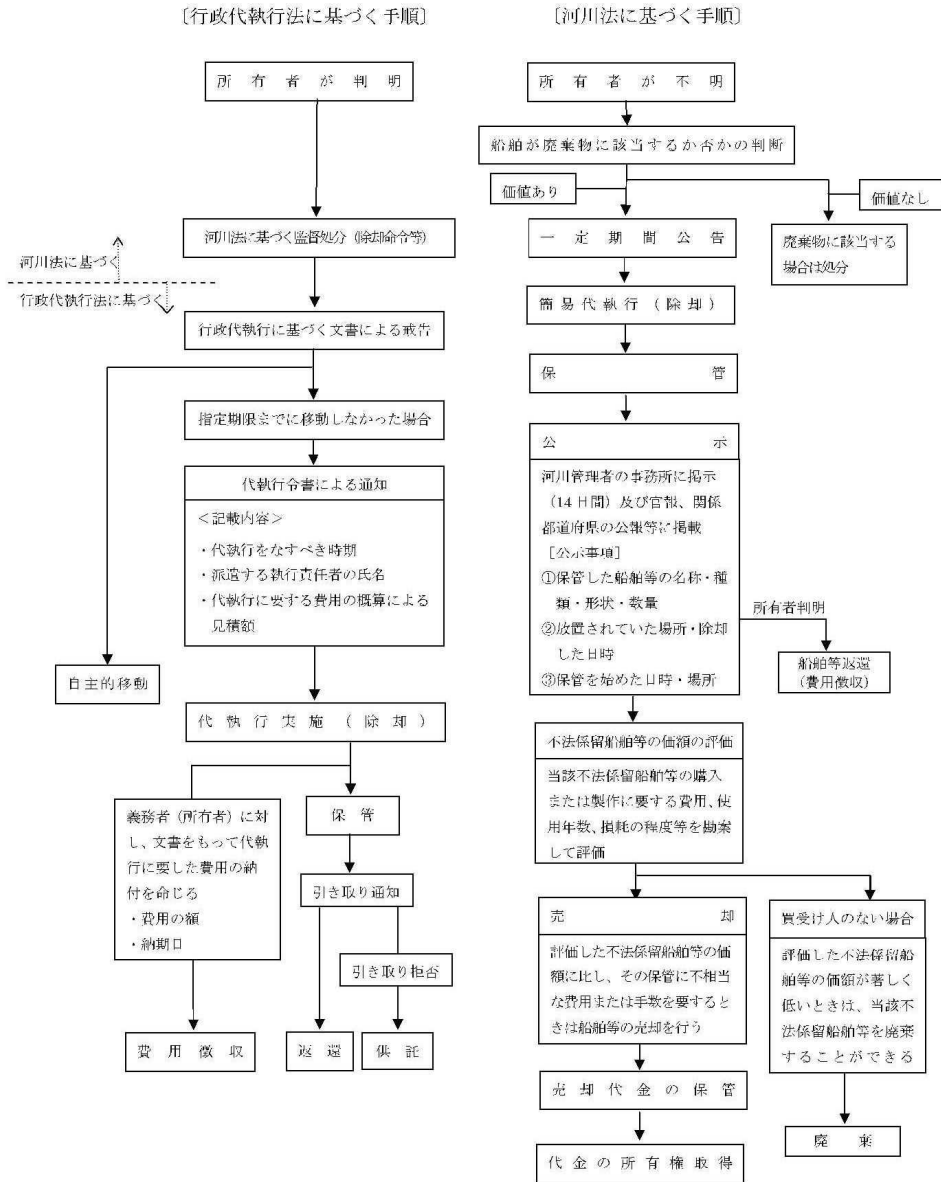 〔行政代執行法に基づく手順〕
所有者が判明
河川法に基づく監督処分（除却命令等）
河川法に基づく
行政代執行法に基づく
行政代執行に基づく文書による戒告
指定期限までに移動しなかった場合
代執行令書による通知
＜記載内容＞
・代執行をなすべき時期
・派遣する執行責任者の氏名
・代執行に要する費用の概算による
見積額
自主的移動
代執行実施（除却）
義務者（所有者）に対
し、文書をもって代執
行に要した費用の納
付を命じる
・費用の額
・納期日
保管
引き取り通知
引き取り拒否
費用徴収
返還
供託
〔河川法に基づく手順〕
所有者が不明
船舶が廃棄物に該当するか否かの判断
価値あり
価値なし
一定期間公告
廃棄物に該当する
場合は処分
簡易代執行（除却）
保管
公示
河川管理者の事務所に掲示
（14日間）及び官報、関係
都道府県の公報等に掲載
［公示事項］
①保管した船舶等の名称・種
類・形状・数量
②放置されていた場所・除却
した日時
③保管を始めた日時・場所
所有者判明
船舶等返還
（費用徴収）
不法係留船舶等の価額の評価
当該不法係留船舶等の購入
または製作に要する費用、使
用年数、損耗の程度等を勘案
して評価
売却
評価した不法係留船舶等の価
額に比し、その保管に不相当
な費用または手数を要すると
きは船舶等の売却を行う
買受け人のない場合
評価した不法係留船
舶等の価額が著しく
低いときは、当該不
法係留船舶等を廃棄
することができる
売却代金の保管
廃棄
代金の所有権取得